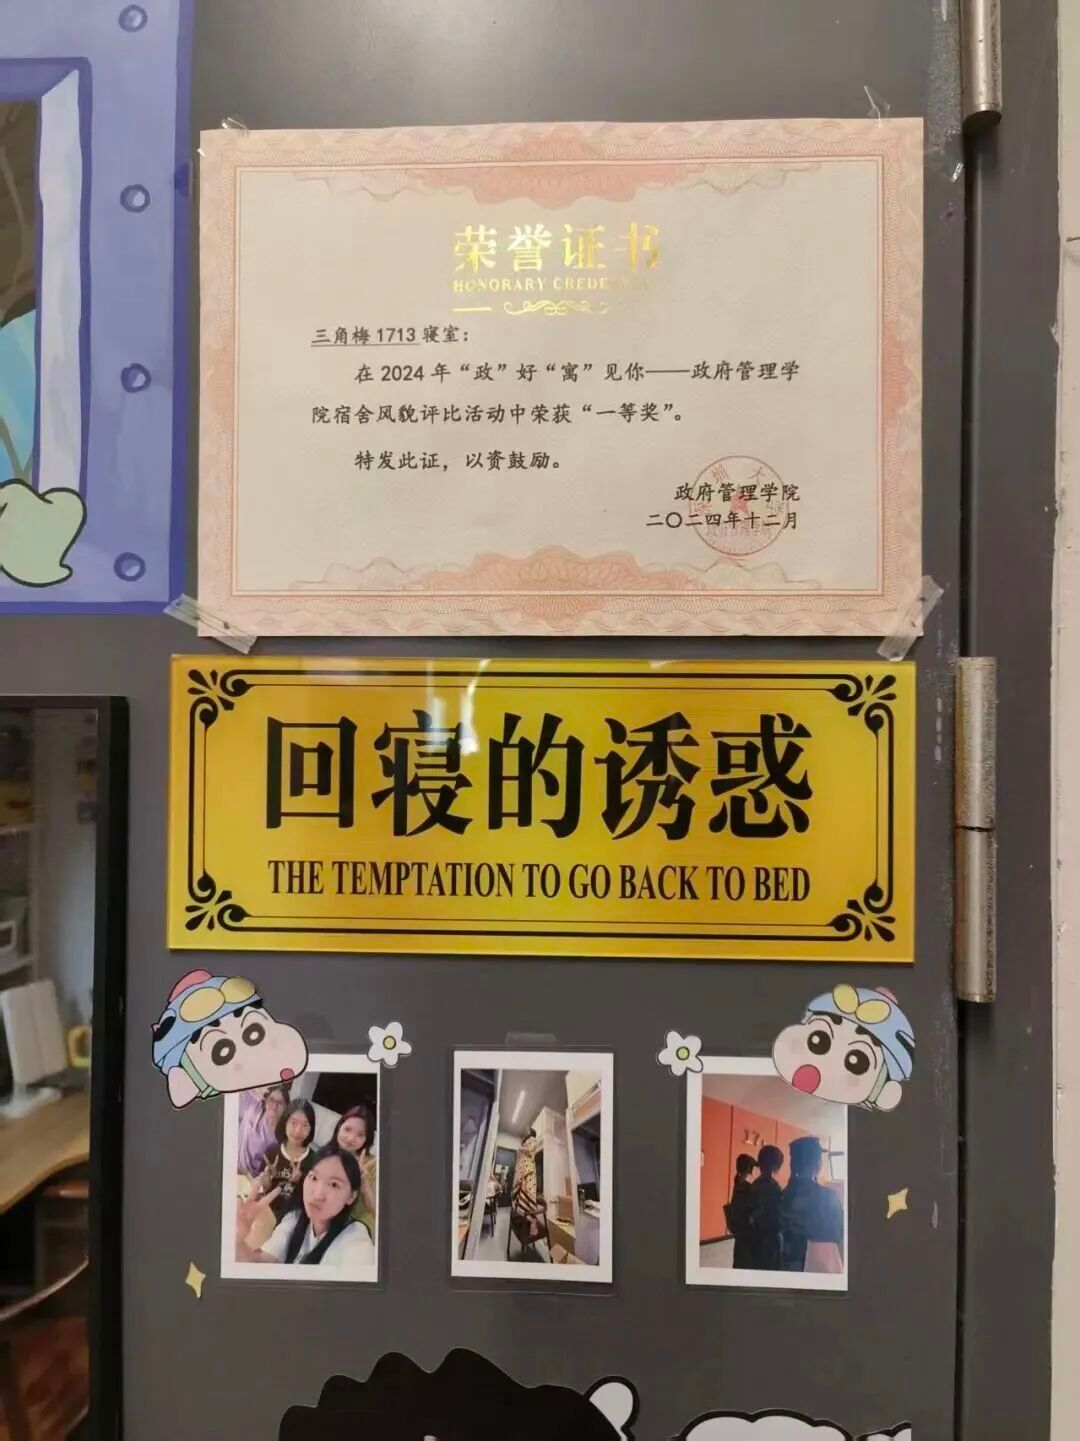 荣誉证书
HONORARY
三角梅1713寝室：
在2024年“政”好“寓”见你——政府管理学
院宿舍风貌评比活动中荣获“一等奖”。
特发此证，以资鼓励。
政府管理学院
二〇二四年十二月
回寝的诱惑
THE TEMPTATION TO GO BACK TO BED